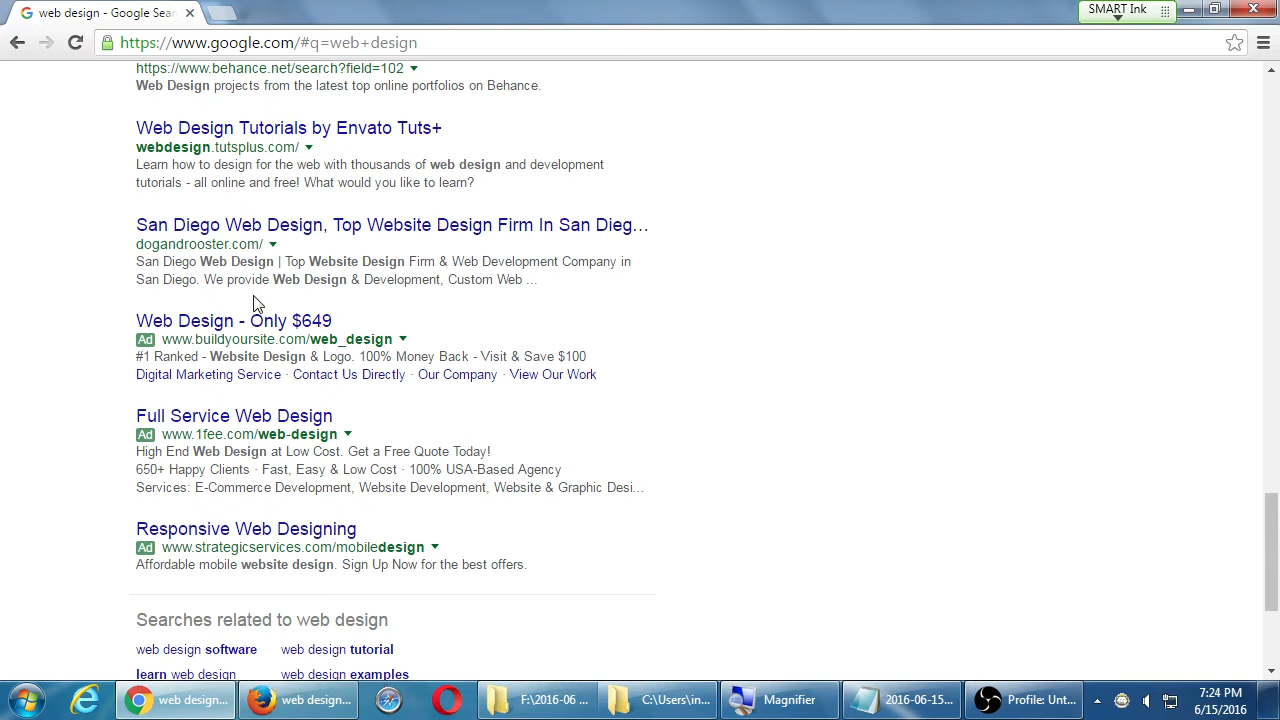 web design - Google Sear
SMART Ink
https://www.google.com/#q=web+design
https://www.behance.net/search?field=102
Web Design projects from the latest top online portfolios on Behance.
Web Design Tutorials by Envato Tuts+
webdesign.tutsplus.com/
Learn how to design for the web with thousands of web design and development
tutorials - all online and free! What would you like to learn?
San Diego Web Design, Top Website Design Firm In San Dieg...
dogandrooster.com/
San Diego Web Design | Top Website Design Firm & Web Development Company in
San Diego. We provide Web Design & Development, Custom Web ...
Web Design - Only $649
Ad www.buildyoursite.com/web_design
#1 Ranked - Website Design & Logo. 100% Money Back - Visit & Save $100
Digital Marketing Service · Contact Us Directly · Our Company · View Our Work
Full Service Web Design
Ad www.1fee.com/web-design
High End Web Design at Low Cost. Get a Free Quote Today!
650+ Happy Clients · Fast, Easy & Low Cost · 100% USA-Based Agency
Services: E-Commerce Development, Website Development, Website & Graphic Desi...
Responsive Web Designing
Ad www.strategicservices.com/mobiledesign
Affordable mobile website design. Sign Up Now for the best offers.
Searches related to web design
web design software web design tutorial
learn web design web design examples
web design... web design... F:\2016-06 ... C:\Users\in... Magnifier 2016-06-15... Profile: Unt...
7:24 PM
6/15/2016